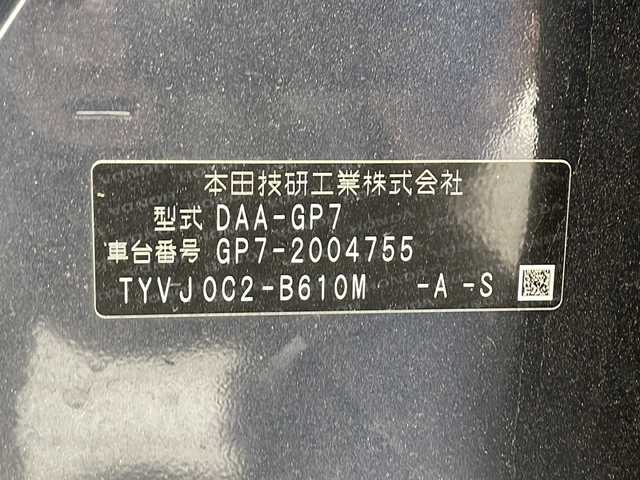 本田技研工業株式会社
型式 DAA-GP7
車台番号 GP7-2004755
TYVJ0C2-B610M -A-S